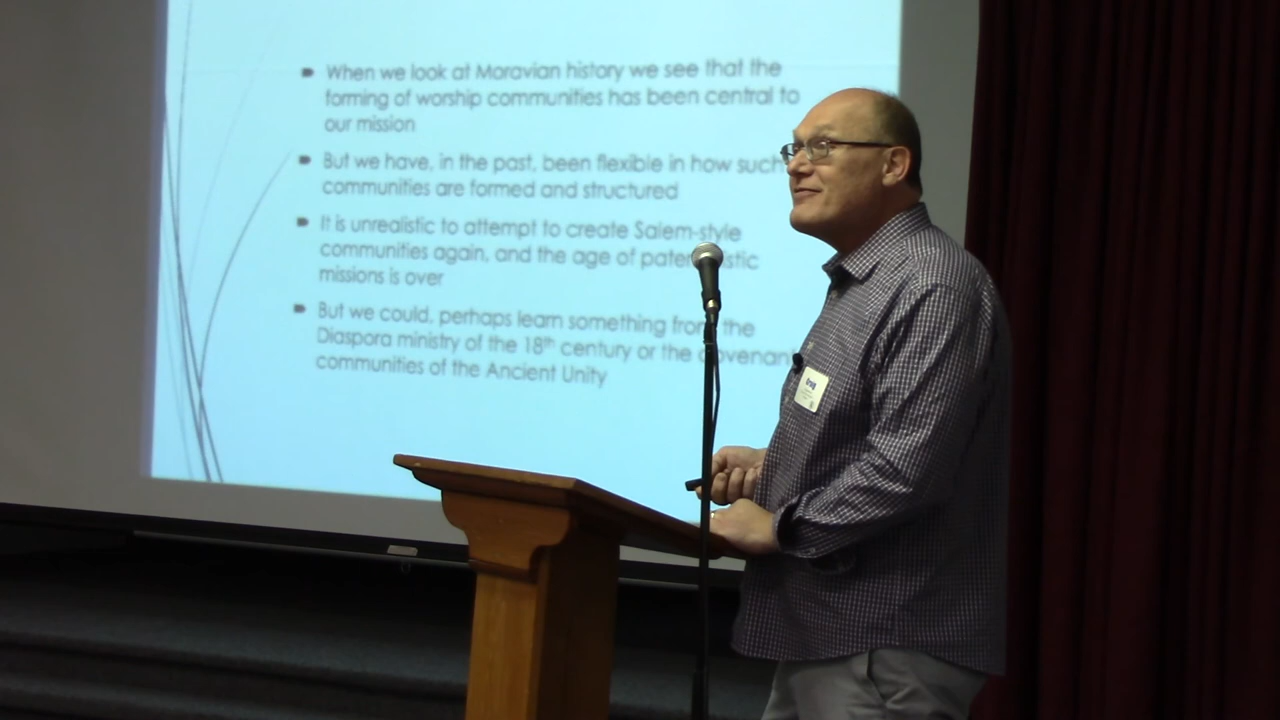 When we look at Moravian history we see that the
forming of worship communities has been central to
our mission
But we have, in the past, been flexible in how such
communities are formed and structured
It is unrealistic to attempt to create Salem-style
communities again, and the age of
missions is over
But we could, perhaps learn something from the
Diaspora ministry of the 18th century or the
communities of the Ancient Unity